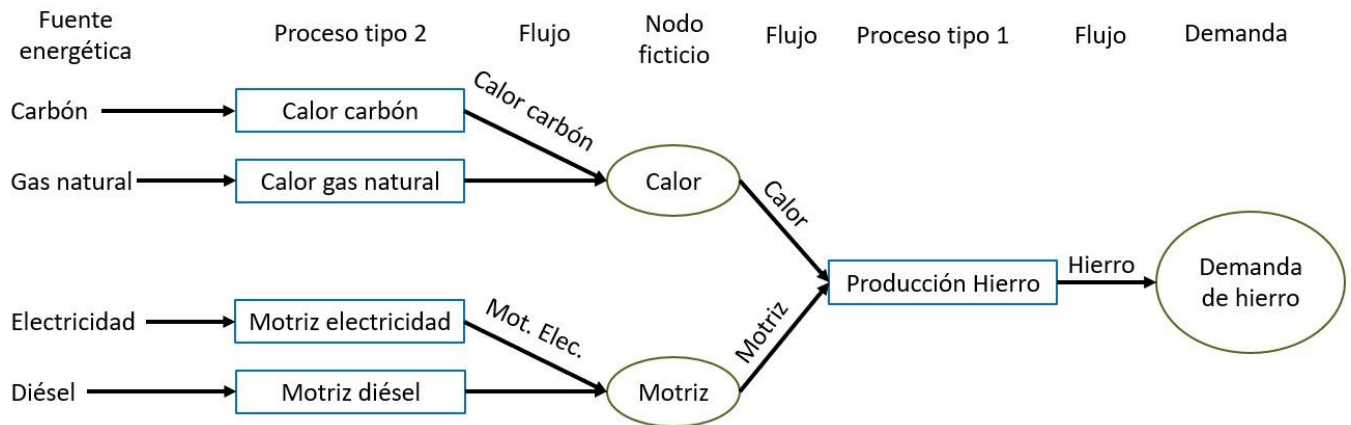 Fuente
energética
Proceso tipo 2
Flujo
Nodo
ficticio
Flujo
Proceso tipo 1
Flujo
Demanda
Carbón
Calor carbón
Calor carbón
Gas natural
Calor gas natural
Calor
Calor
Producción Hierro
Hierro
Demanda
de hierro
Electricidad
Motriz electricidad
Mot. Elec.
Motriz
Diésel
Motriz diésel
Motriz